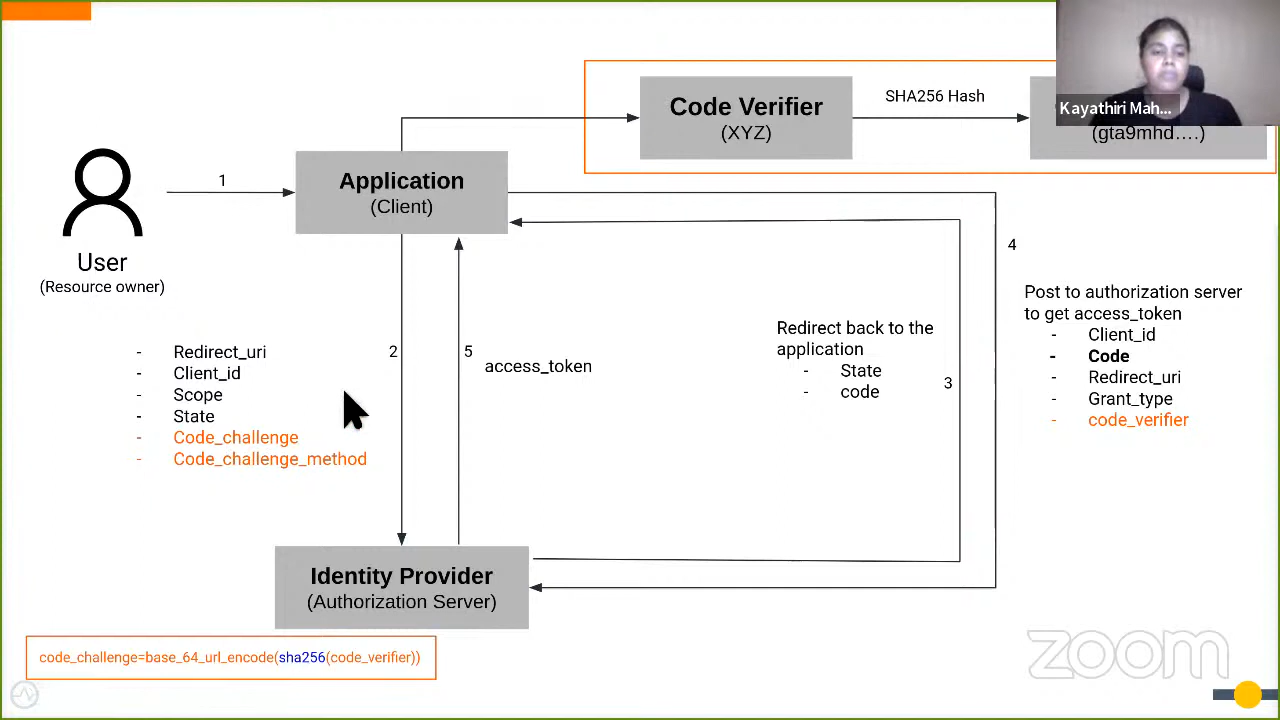 Kayathiri Mah...
Code Verifier
(XYZ)
SHA256 Hash
(gta9mhd....)
1
Application
(Client)
User
(Resource owner)
4
Post to authorization server
to get access_token
- Client_id
- Code
- Redirect_uri
- Grant_type
- code_verifier
Redirect back to the
application
- State
- code
3
2
5
access_token
- Redirect_uri
- Client_id
- Scope
- State
- Code_challenge
- Code_challenge_method
Identity Provider
(Authorization Server)
code_challenge=base_64_url_encode(sha256(code_verifier))
zoom